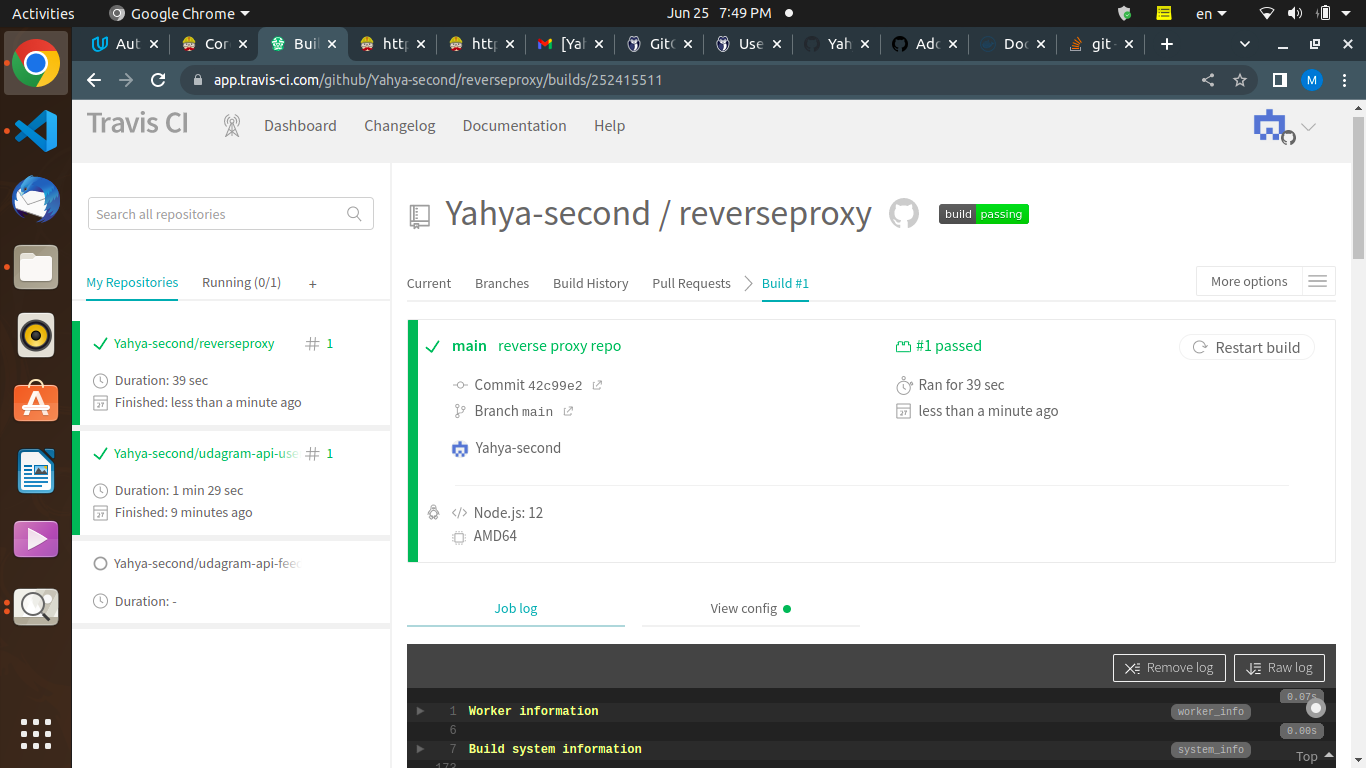 Activities Google Chrome Jun 25 7:49 PM en
Aut Cor Buil http http [Yal GitO Use Yah Adc Doc git -
app.travis-ci.com/github/Yahya-second/reverseproxy/builds/252415511 M
Travis CI Dashboard Changelog Documentation Help
Search all repositories
Yahya-second / reverseproxy build passing
My Repositories Running (0/1) +
Current Branches Build History Pull Requests Build #1 More options
Yahya-second/reverseproxy # 1
Duration: 39 sec
Finished: less than a minute ago
Yahya-second/udagram-api-use # 1
Duration: 1 min 29 sec
Finished: 9 minutes ago
Yahya-second/udagram-api-feed
Duration: -
main reverse proxy repo #1 passed Restart build
Commit 42c99e2 Ran for 39 sec
Branch main less than a minute ago
Yahya-second
Node.js: 12
AMD64
Job log View config
Remove log Raw log
0.07s
1 Worker information worker_info
6 0.00s
7 Build system information system_info
173
Top